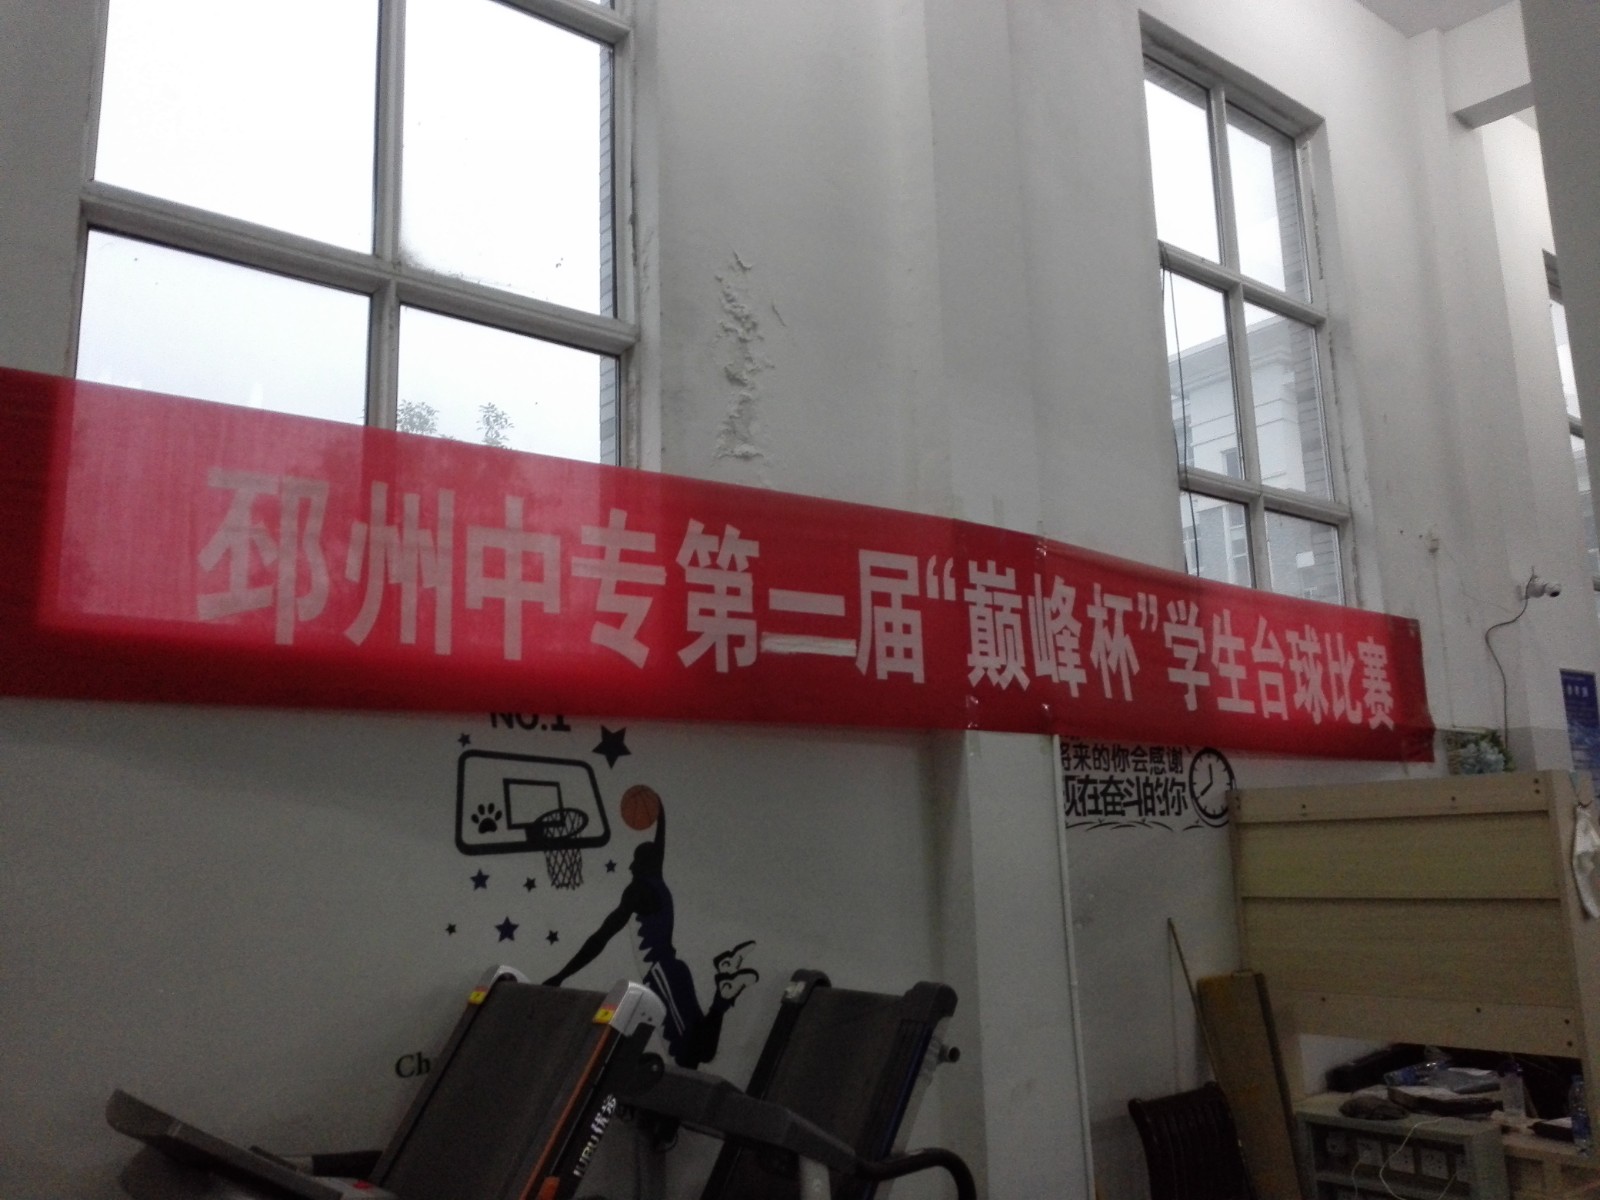 邳州中专第二届“巅峰杯”学生台球比赛
NO.1
将来的你会感谢
现在奋斗的你
Ch